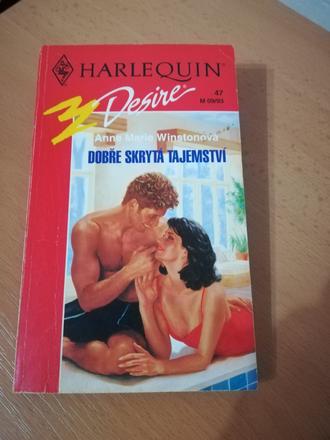 HARLEQUIN®
Desire®
47
M 09/93
Anne Marie Winstonová
DOBŘE SKRYTÁ TAJEMSTVÍ